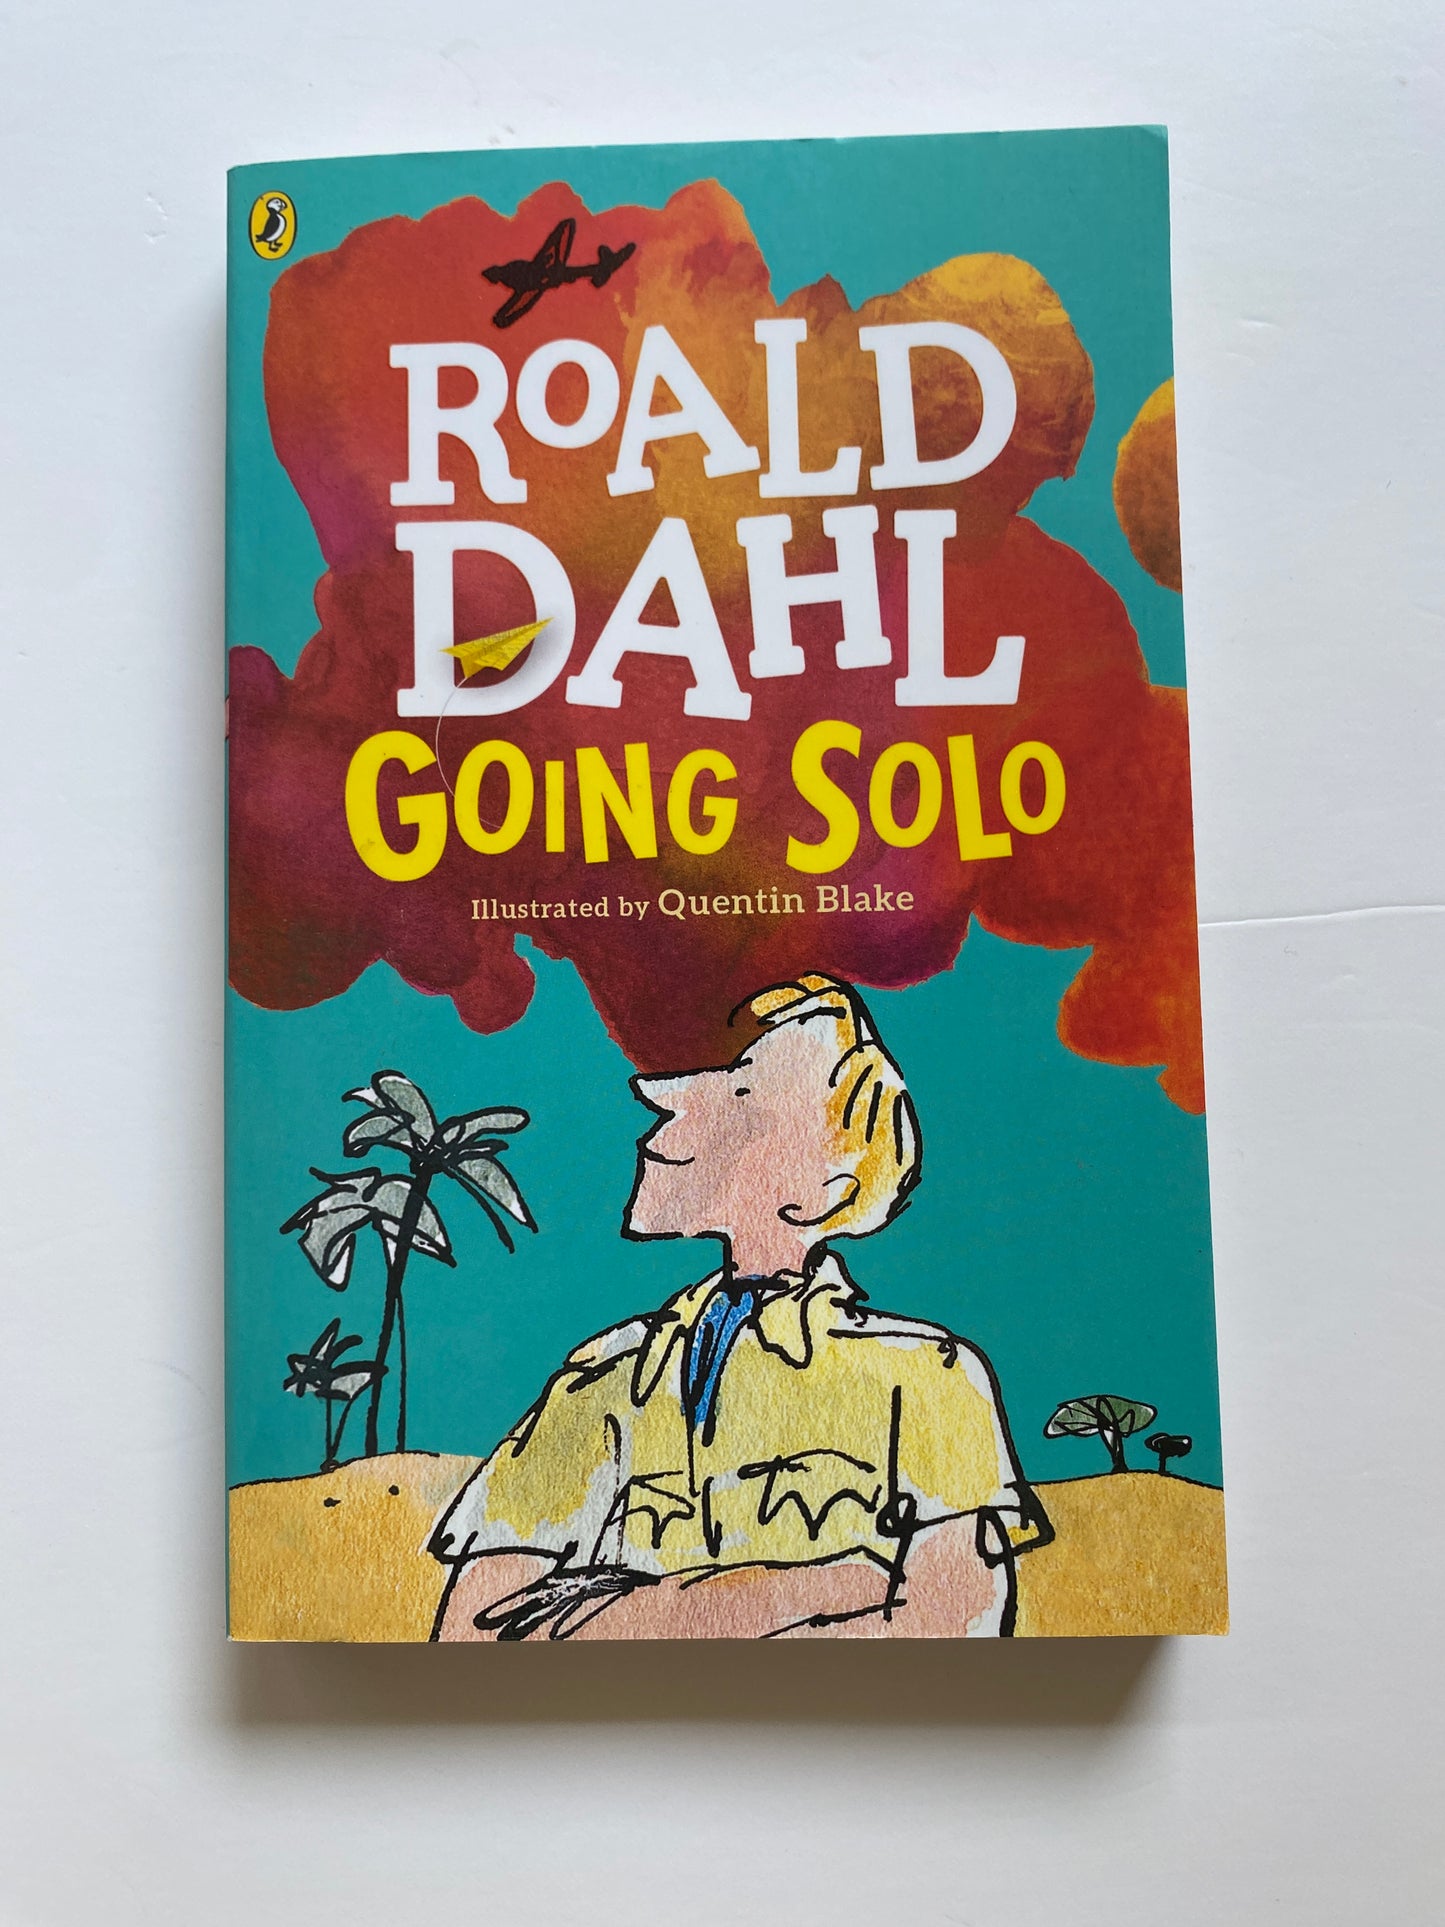 ROALD
DAHL
GOING SOLO
Illustrated by Quentin Blake